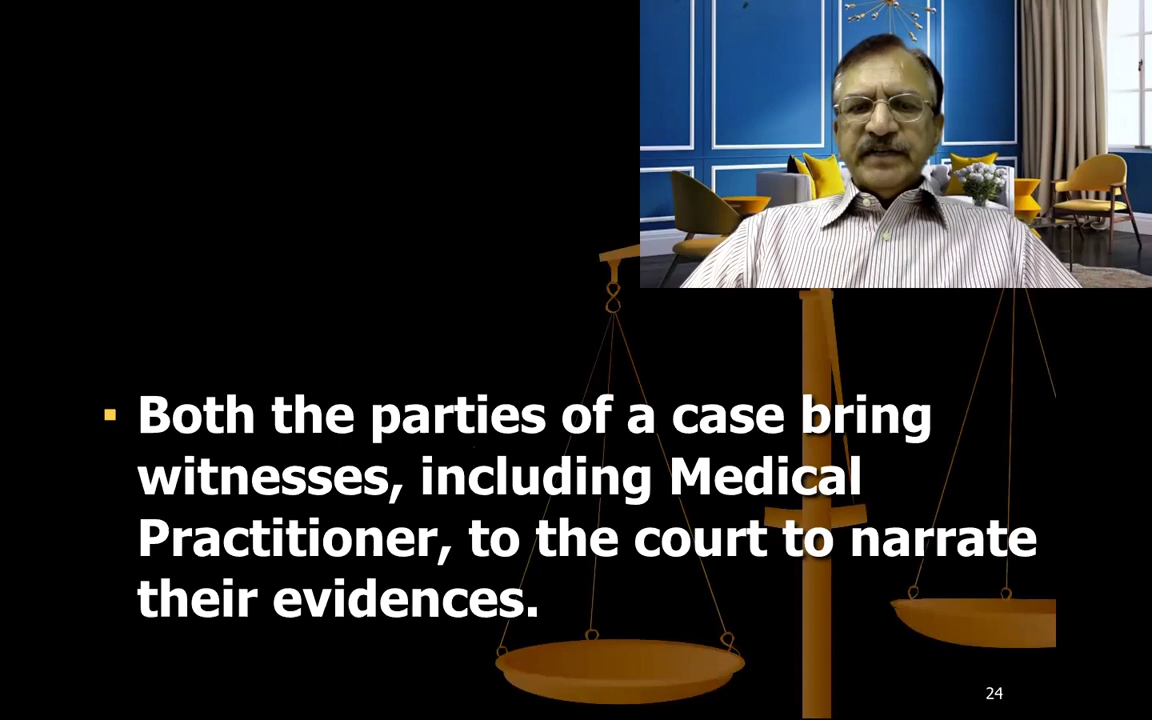 ▪ Both the parties of a case bring
witnesses, including Medical
Practitioner, to the court to narrate
their evidences.
24